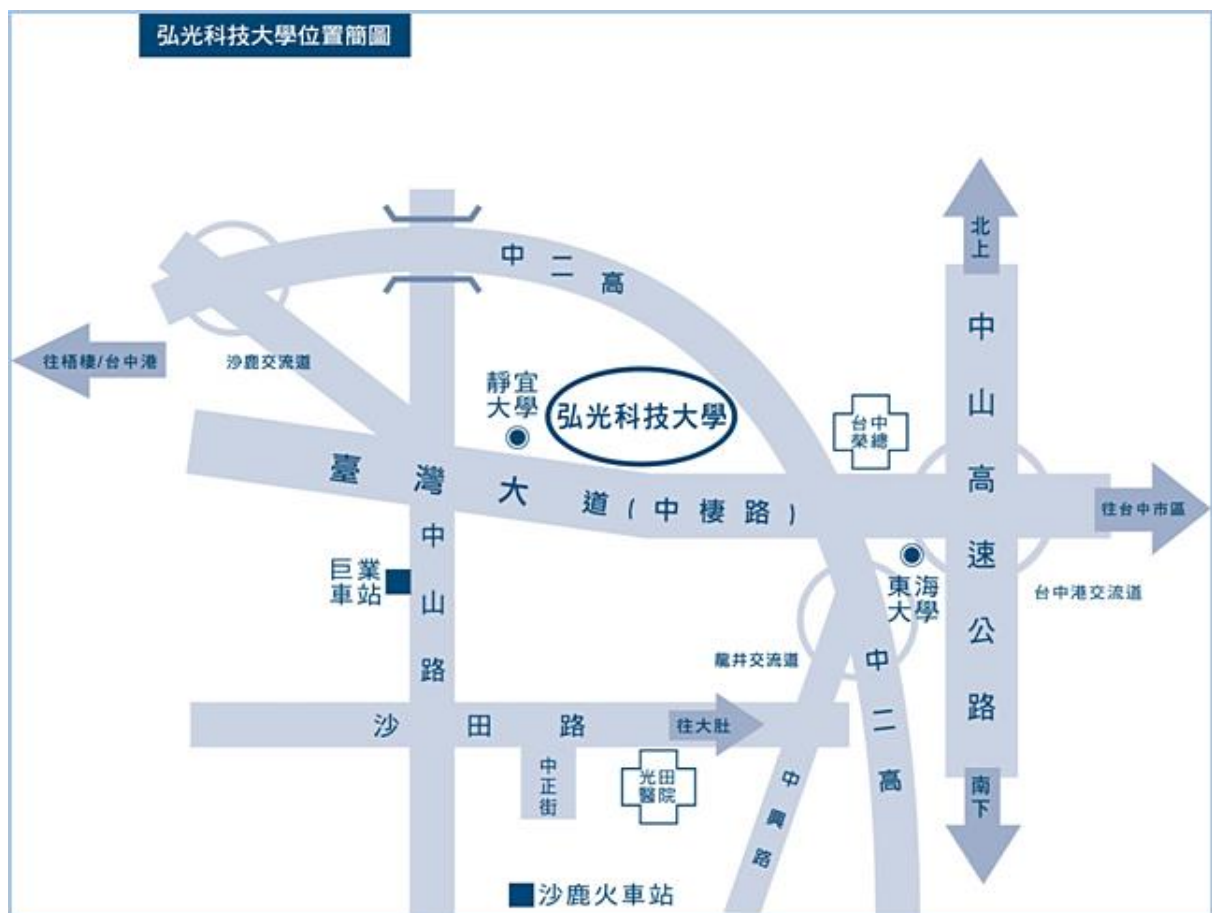 弘光科技大學位置簡圖
北上
中二高
中山高速公路
往梧棲/台中港
沙鹿交流道
靜宜
大學
弘光科技大學
台中
榮總
臺灣大道(中棲路)
往台中市區
中山路
巨業
車站
東海
大學
台中港交流道
龍井交流道
中二高
沙田路
往大肚
中正街
光田
醫院
中興路
南下
沙鹿火車站